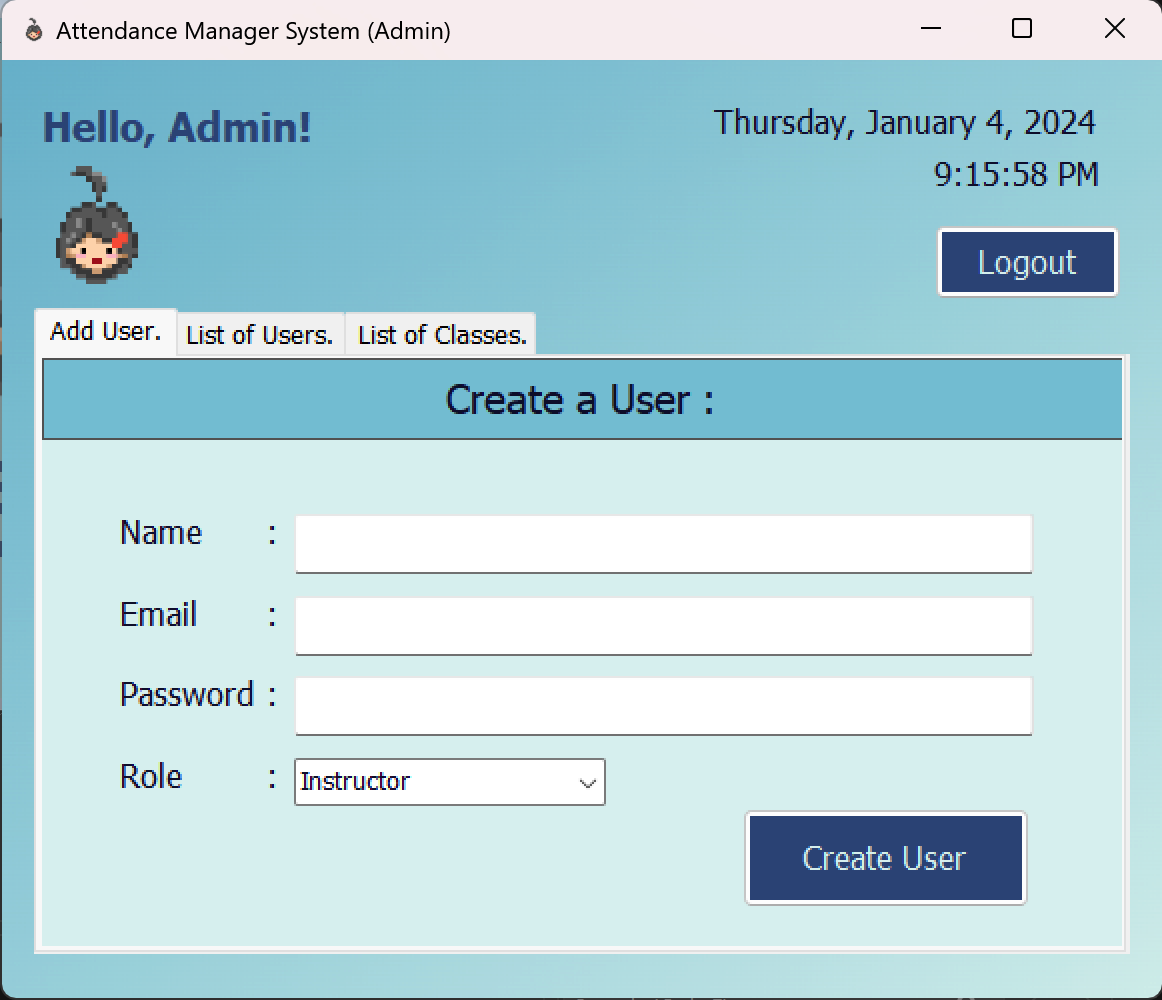 Attendance Manager System (Admin)
Hello, Admin!
Thursday, January 4, 2024
9:15:58 PM
Logout
Add User. List of Users. List of Classes.
Create a User :
Name :
Email :
Password :
Role : Instructor
Create User